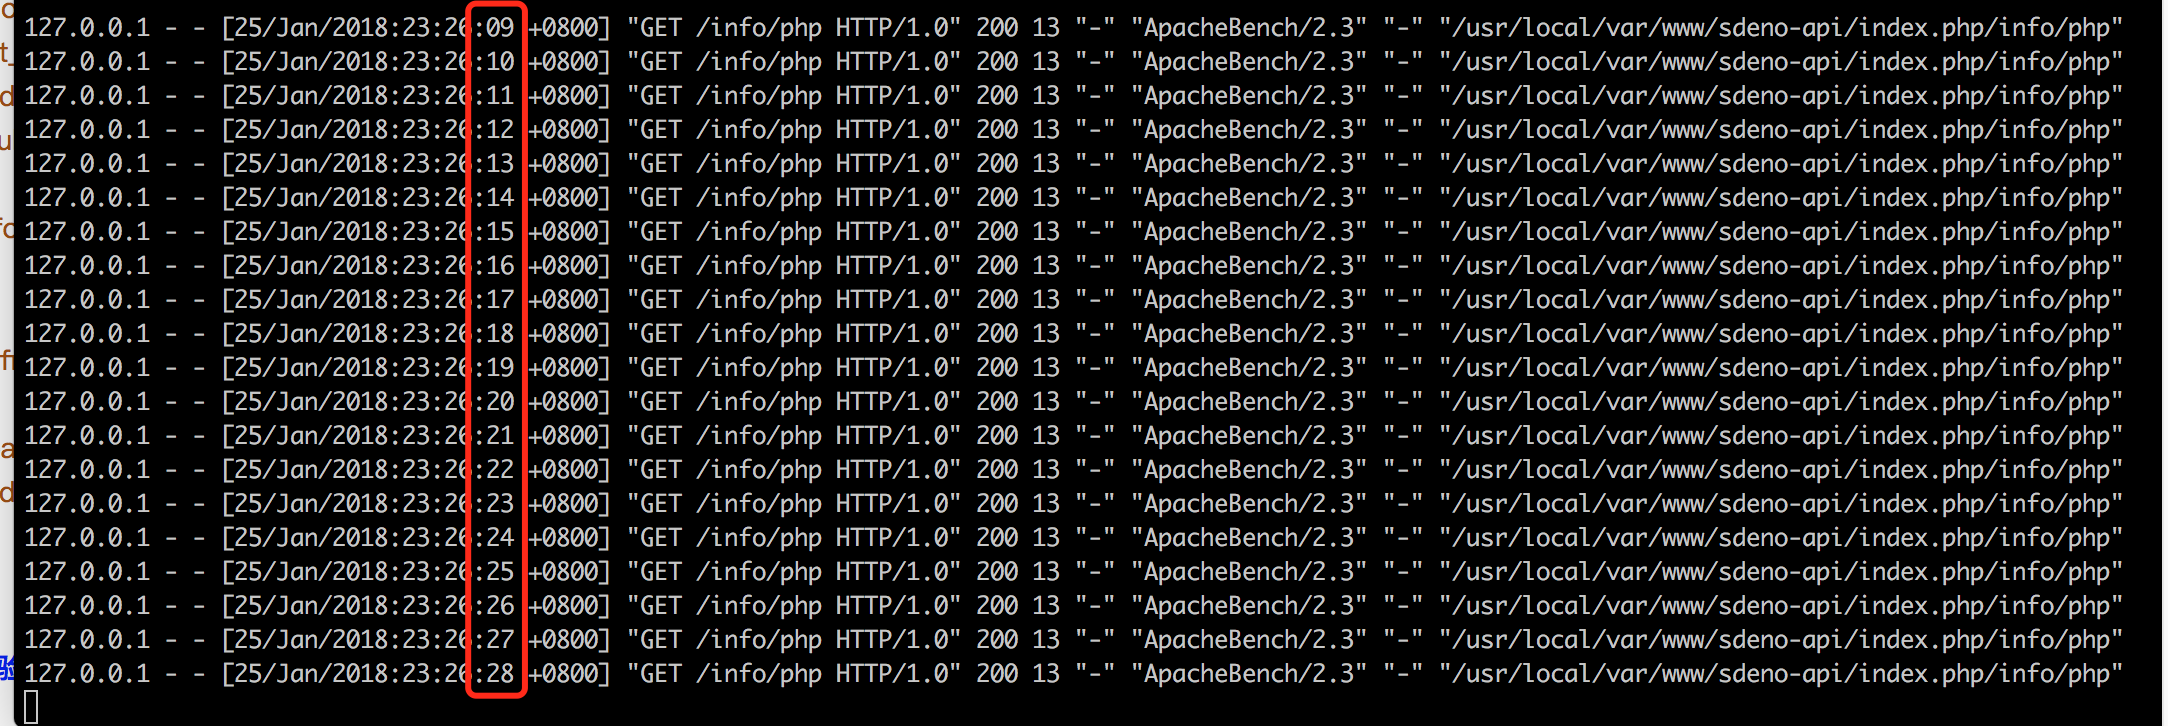 127.0.0.1 - - [25/Jan/2018:23:26:09 +0800] "GET /info/php HTTP/1.0" 200 13 "-" "ApacheBench/2.3" "-" "/usr/local/var/www/sdeno-api/index.php/info/php"
127.0.0.1 - - [25/Jan/2018:23:26:10 +0800] "GET /info/php HTTP/1.0" 200 13 "-" "ApacheBench/2.3" "-" "/usr/local/var/www/sdeno-api/index.php/info/php"
127.0.0.1 - - [25/Jan/2018:23:26:11 +0800] "GET /info/php HTTP/1.0" 200 13 "-" "ApacheBench/2.3" "-" "/usr/local/var/www/sdeno-api/index.php/info/php"
127.0.0.1 - - [25/Jan/2018:23:26:12 +0800] "GET /info/php HTTP/1.0" 200 13 "-" "ApacheBench/2.3" "-" "/usr/local/var/www/sdeno-api/index.php/info/php"
127.0.0.1 - - [25/Jan/2018:23:26:13 +0800] "GET /info/php HTTP/1.0" 200 13 "-" "ApacheBench/2.3" "-" "/usr/local/var/www/sdeno-api/index.php/info/php"
127.0.0.1 - - [25/Jan/2018:23:26:14 +0800] "GET /info/php HTTP/1.0" 200 13 "-" "ApacheBench/2.3" "-" "/usr/local/var/www/sdeno-api/index.php/info/php"
127.0.0.1 - - [25/Jan/2018:23:26:15 +0800] "GET /info/php HTTP/1.0" 200 13 "-" "ApacheBench/2.3" "-" "/usr/local/var/www/sdeno-api/index.php/info/php"
127.0.0.1 - - [25/Jan/2018:23:26:16 +0800] "GET /info/php HTTP/1.0" 200 13 "-" "ApacheBench/2.3" "-" "/usr/local/var/www/sdeno-api/index.php/info/php"
127.0.0.1 - - [25/Jan/2018:23:26:17 +0800] "GET /info/php HTTP/1.0" 200 13 "-" "ApacheBench/2.3" "-" "/usr/local/var/www/sdeno-api/index.php/info/php"
127.0.0.1 - - [25/Jan/2018:23:26:18 +0800] "GET /info/php HTTP/1.0" 200 13 "-" "ApacheBench/2.3" "-" "/usr/local/var/www/sdeno-api/index.php/info/php"
127.0.0.1 - - [25/Jan/2018:23:26:19 +0800] "GET /info/php HTTP/1.0" 200 13 "-" "ApacheBench/2.3" "-" "/usr/local/var/www/sdeno-api/index.php/info/php"
127.0.0.1 - - [25/Jan/2018:23:26:20 +0800] "GET /info/php HTTP/1.0" 200 13 "-" "ApacheBench/2.3" "-" "/usr/local/var/www/sdeno-api/index.php/info/php"
127.0.0.1 - - [25/Jan/2018:23:26:21 +0800] "GET /info/php HTTP/1.0" 200 13 "-" "ApacheBench/2.3" "-" "/usr/local/var/www/sdeno-api/index.php/info/php"
127.0.0.1 - - [25/Jan/2018:23:26:22 +0800] "GET /info/php HTTP/1.0" 200 13 "-" "ApacheBench/2.3" "-" "/usr/local/var/www/sdeno-api/index.php/info/php"
127.0.0.1 - - [25/Jan/2018:23:26:23 +0800] "GET /info/php HTTP/1.0" 200 13 "-" "ApacheBench/2.3" "-" "/usr/local/var/www/sdeno-api/index.php/info/php"
127.0.0.1 - - [25/Jan/2018:23:26:24 +0800] "GET /info/php HTTP/1.0" 200 13 "-" "ApacheBench/2.3" "-" "/usr/local/var/www/sdeno-api/index.php/info/php"
127.0.0.1 - - [25/Jan/2018:23:26:25 +0800] "GET /info/php HTTP/1.0" 200 13 "-" "ApacheBench/2.3" "-" "/usr/local/var/www/sdeno-api/index.php/info/php"
127.0.0.1 - - [25/Jan/2018:23:26:26 +0800] "GET /info/php HTTP/1.0" 200 13 "-" "ApacheBench/2.3" "-" "/usr/local/var/www/sdeno-api/index.php/info/php"
127.0.0.1 - - [25/Jan/2018:23:26:27 +0800] "GET /info/php HTTP/1.0" 200 13 "-" "ApacheBench/2.3" "-" "/usr/local/var/www/sdeno-api/index.php/info/php"
127.0.0.1 - - [25/Jan/2018:23:26:28 +0800] "GET /info/php HTTP/1.0" 200 13 "-" "ApacheBench/2.3" "-" "/usr/local/var/www/sdeno-api/index.php/info/php"